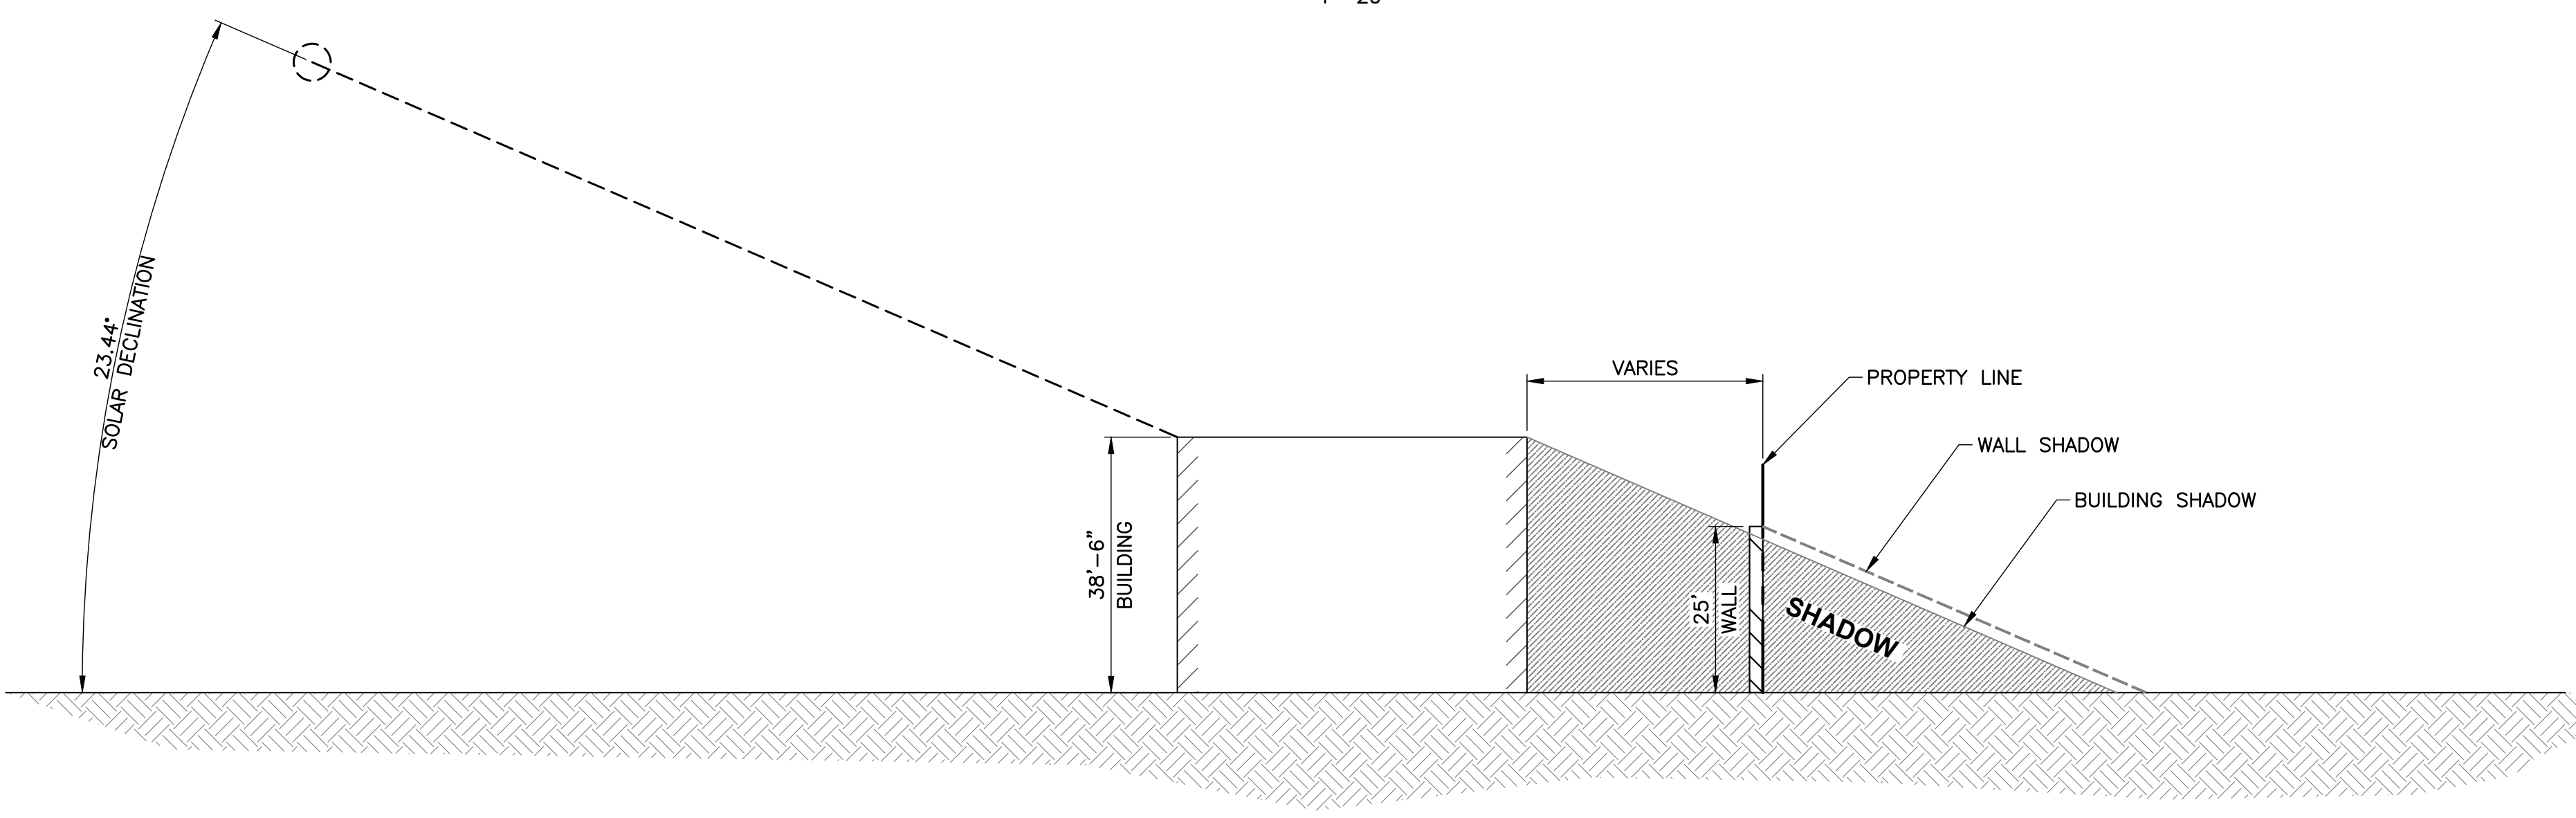 23.44°
SOLAR DECLINATION
38'-6"
BUILDING
VARIES
25'
WALL
PROPERTY LINE
WALL SHADOW
BUILDING SHADOW
SHADOW